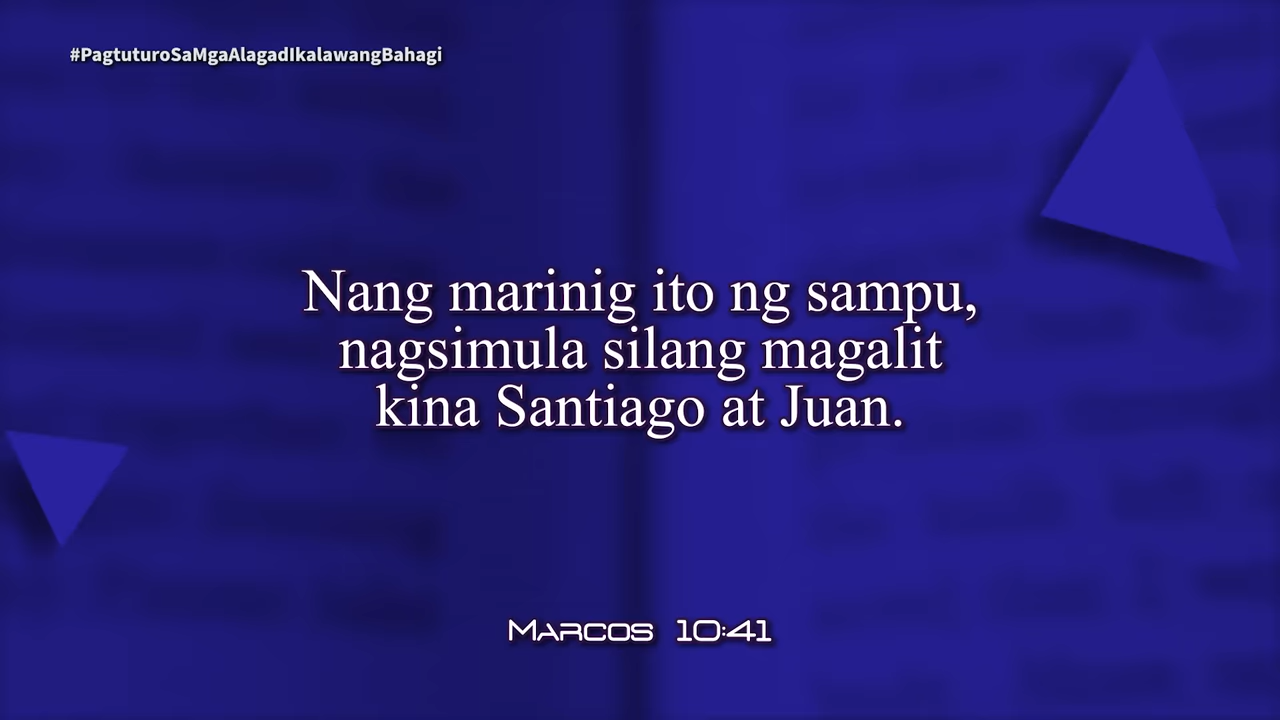 #PagtuturoSaMgaAlagadIkalawangBahagi
Nang marinig ito ng sampu,
nagsimula silang magalit
kina Santiago at Juan.
Marcos 10:41